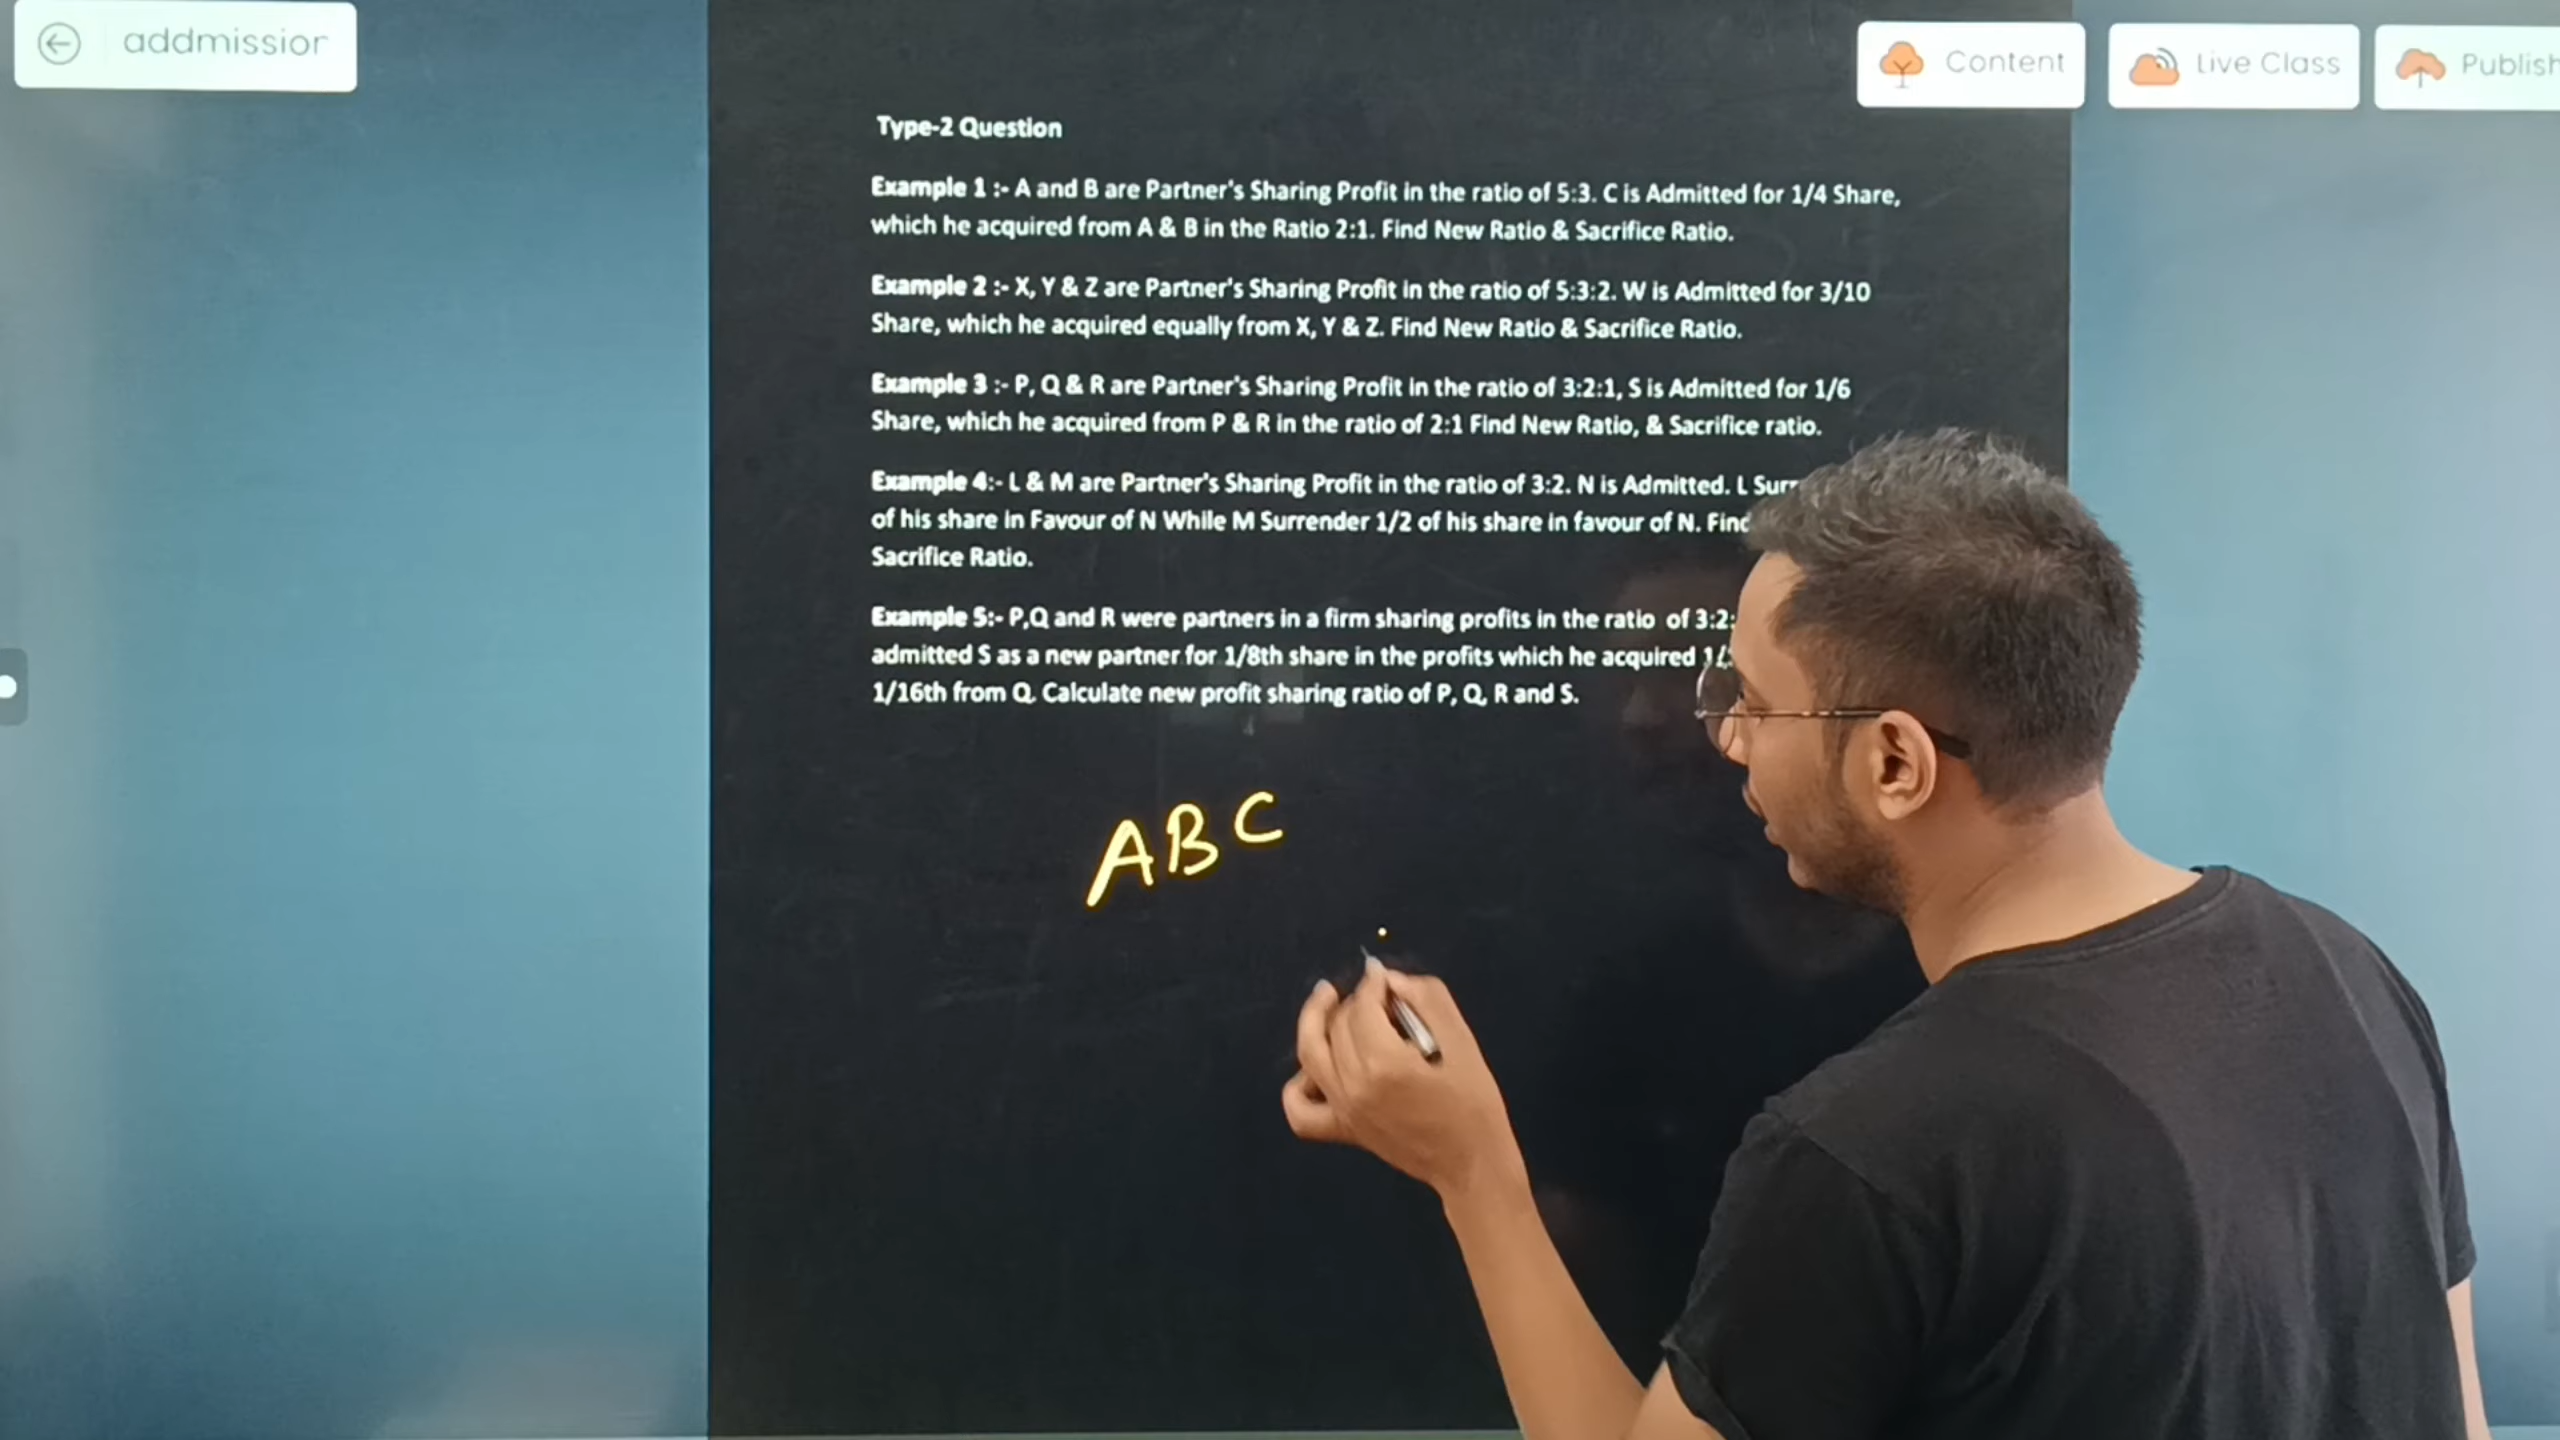 addmission
Content
Live Class
Publish
Type-2 Question
Example 1 :- A and B are Partner's Sharing Profit in the ratio of 5:3. C is Admitted for 1/4 Share,
which he acquired from A & B in the Ratio 2:1. Find New Ratio & Sacrifice Ratio.
Example 2 :- X, Y & Z are Partner's Sharing Profit in the ratio of 5:3:2. W is Admitted for 3/10
Share, which he acquired equally from X, Y & Z. Find New Ratio & Sacrifice Ratio.
Example 3 :- P, Q & R are Partner's Sharing Profit in the ratio of 3:2:1, S is Admitted for 1/6
Share, which he acquired from P & R in the ratio of 2:1 Find New Ratio, & Sacrifice ratio.
Example 4:- L & M are Partner's Sharing Profit in the ratio of 3:2. N is Admitted. L
of his share in Favour of N While M Surrender 1/2 of his share in favour of N. Find
Sacrifice Ratio.
Example 5:- P,Q and R were partners in a firm sharing profits in the ratio of 3:2:
admitted S as a new partner for 1/8th share in the profits which he acquired
1/16th from Q. Calculate new profit sharing ratio of P, Q, R and S.
A B C